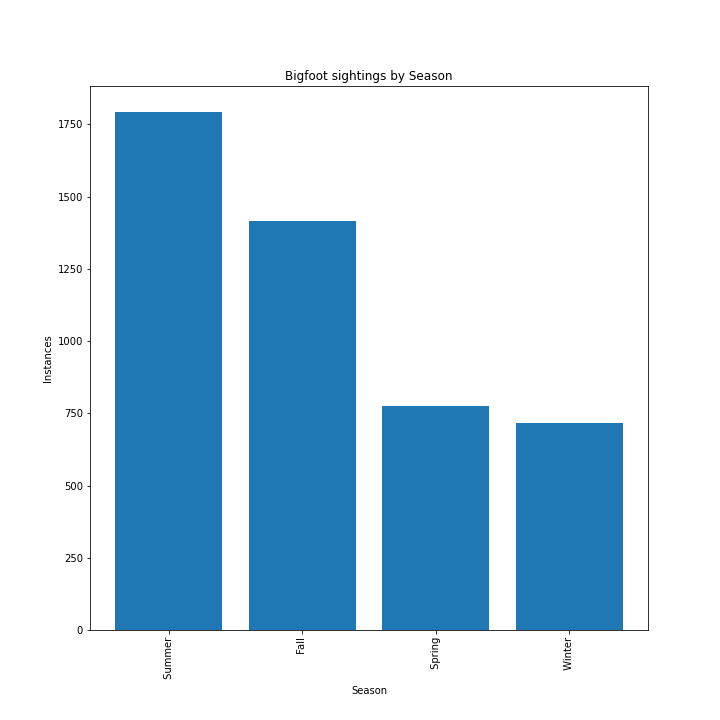 Bigfoot sightings by Season
1750
1500
1250
1000
750
500
250
0
Instances
Summer
Fall
Spring
Winter
Season